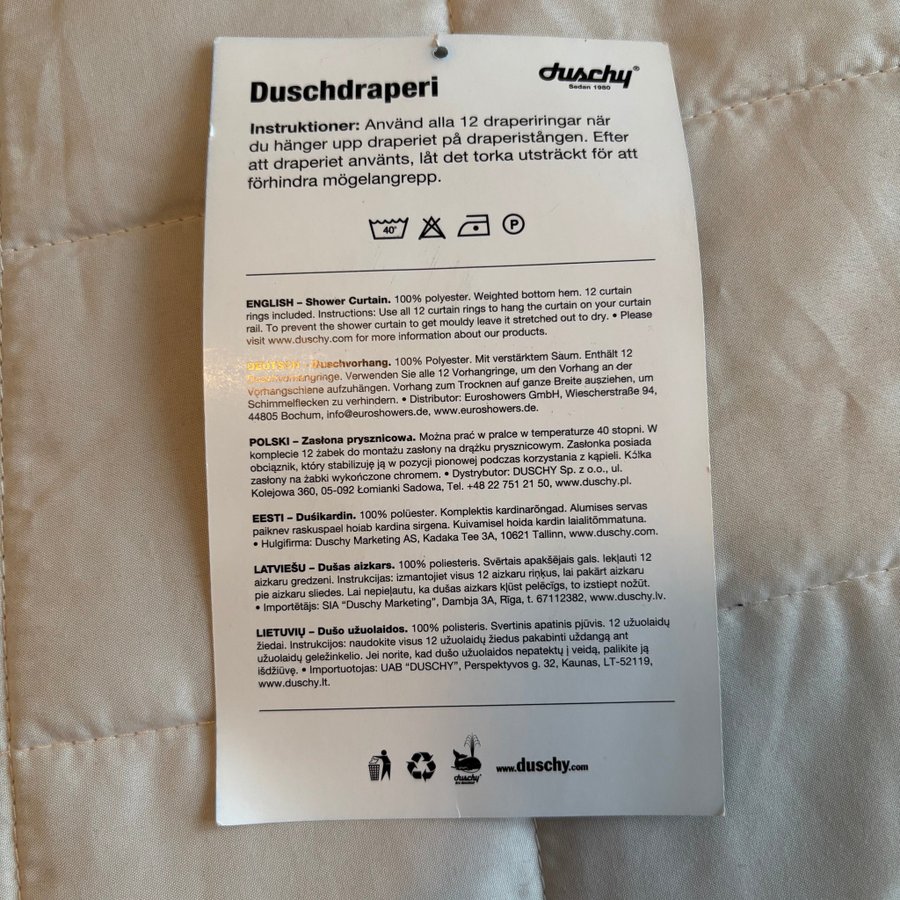 Duschdraperi
duschy®
Sedan 1980
Instruktioner: Använd alla 12 draperiringar när
du hänger upp draperiet på draperistången. Efter
att draperiet använts, låt det torka utsträckt för att
förhindra mögelangrepp.
40° P
ENGLISH – Shower Curtain. 100% polyester. Weighted bottom hem. 12 curtain
rings included. Instructions: Use all 12 curtain rings to hang the curtain on your curtain
rail. To prevent the shower curtain to get mouldy leave it stretched out to dry. • Please
visit www.duschy.com for more information about our products.
DEUTSCH – Duschvorhang. 100% Polyester. Mit verstärktem Saum. Enthält 12
Verwenden Sie alle 12 Vorhangringe, um den Vorhang an der
Vorhangschiene aufzuhängen. Vorhang zum Trocknen auf ganze Breite ausziehen, um
Schimmelflecken zu verhindern. • Distributor: Euroshowers GmbH, Wiescherstraße 94,
44805 Bochum, info@euroshowers.de, www.euroshowers.de.
POLSKI – Zasłona prysznicowa. Można prać w pralce w temperaturze 40 stopni. W
komplecie 12 żabek do montażu zasłony na drążku prysznicowym. Zasłonka posiada
obciąznik, który stabilizuję ją w pozycji pionowej podczas korzystania z kąpieli. Kółka
zasłony na żabki wykończone chromem. • Dystrybutor: DUSCHY Sp. z o.o., ul.
Kolejowa 360, 05-092 Łomianki Sadowa, Tel. +48 22 751 21 50, www.duschy.pl.
EESTI – Duśikardin. 100% polüester. Komplektis kardinarõngad. Alumises servas
paiknev raskuspael hoiab kardina sirgena. Kuivamisel hoida kardin laialitõmmatuna.
• Hulgifirma: Duschy Marketing AS, Kadaka Tee 3A, 10621 Tallinn, www.duschy.com.
LATVIEŠU – Dušas aizkars. 100% poliesteris. Svērtais apakšējais gals. Iekļauti 12
aizkaru gredzeni. Instrukcijas: izmantojiet visus 12 aizkaru riņķus, lai pakārt aizkaru
pie aizkaru sliedes. Lai nepieļautu, ka dušas aizkars kļūst pelēcīgs, to izstiept nožūt.
• Importētājs: SIA “Duschy Marketing”, Dambja 3A, Rīga, t. 67112382, www.duschy.lv.
LIETUVIŲ – Dušo užuolaidos. 100% polisteris. Svertinis apatinis pjūvis. 12 užuolaidų
žiedai. Instrukcijos: naudokite visus 12 užuolaidų žiedus pakabinti uždangą ant
užuolaidų geležinkelio. Jei norite, kad dušo užuolaidos nepatektų į veidą, palikite ją
išdžiūvę. • Importuotojas: UAB “DUSCHY”, Perspektyvos g. 32, Kaunas, LT-52119,
www.duschy.lt.
duschy®
www.duschy.com